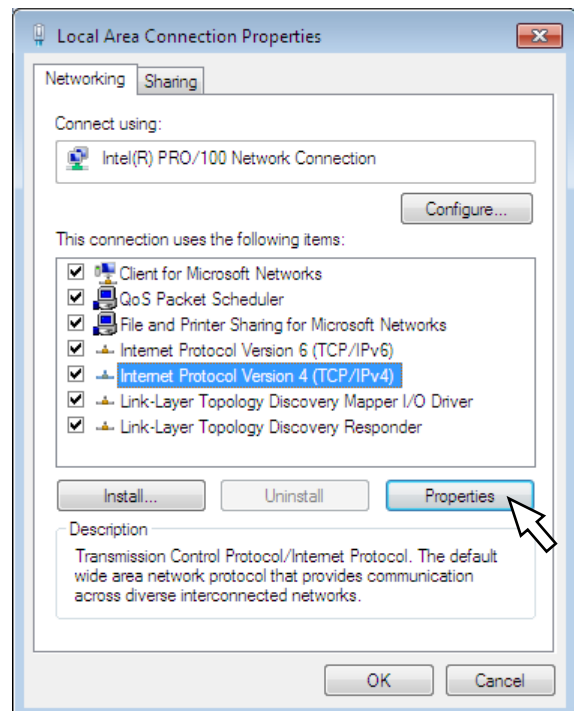 Local Area Connection Properties
Networking
Sharing
Connect using:
Intel(R) PRO/100 Network Connection
Configure...
This connection uses the following items:
Client for Microsoft Networks
QoS Packet Scheduler
File and Printer Sharing for Microsoft Networks
Internet Protocol Version 6 (TCP/IPv6)
Internet Protocol Version 4 (TCP/IPv4)
Link-Layer Topology Discovery Mapper I/O Driver
Link-Layer Topology Discovery Responder
Install...
Uninstall
Properties
Description
Transmission Control Protocol/Internet Protocol. The default
wide area network protocol that provides communication
across diverse interconnected networks.
OK
Cancel